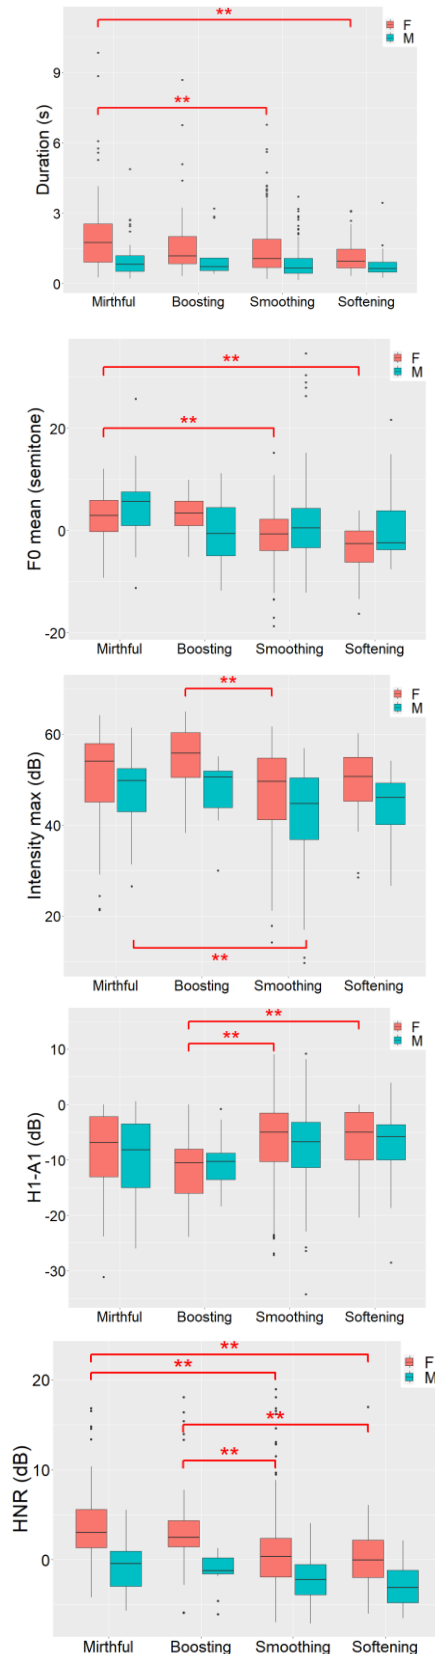 **
F
M
**
9
6
3
0
Duration (s)
Mirthful Boosting Smoothing Softening
F
M
**
**
20
0
-20
F0 mean (semitone)
Mirthful Boosting Smoothing Softening
F
M
**
60
40
20
Intensity max (dB)
**
Mirthful Boosting Smoothing Softening
F
M
**
**
10
0
-10
-20
-30
H1-A1 (dB)
Mirthful Boosting Smoothing Softening
F
M
**
**
**
**
20
10
0
HNR (dB)
Mirthful Boosting Smoothing Softening